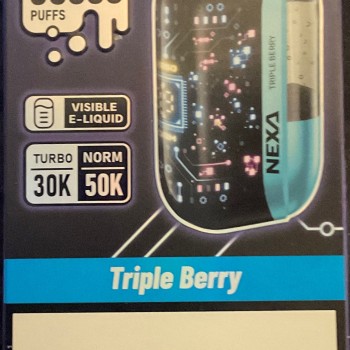 PUFFS
VISIBLE
E-LIQUID
TURBO NORM
30K 50K
TRIPLE BERRY
NEXA
Triple Berry